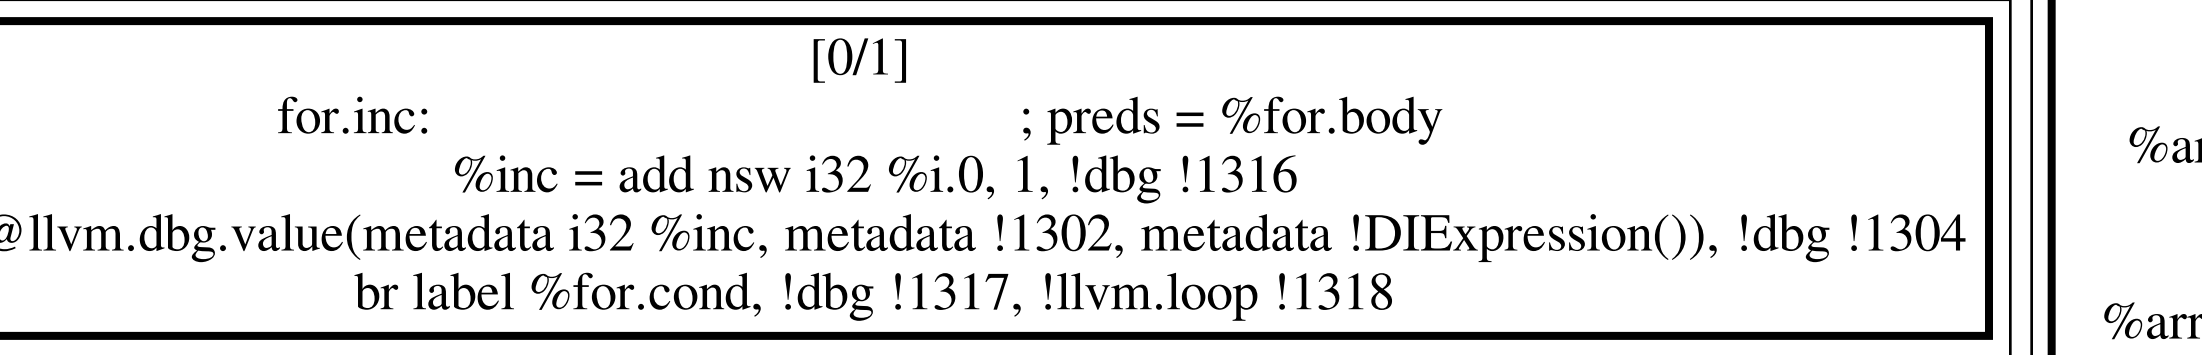 [0/1]
for.inc: ; preds = %for.body
%inc = add nsw i32 %i.0, 1, !dbg !1316
@llvm.dbg.value(metadata i32 %inc, metadata !1302, metadata !DIExpression()), !dbg !1304
br label %for.cond, !dbg !1317, !llvm.loop !1318